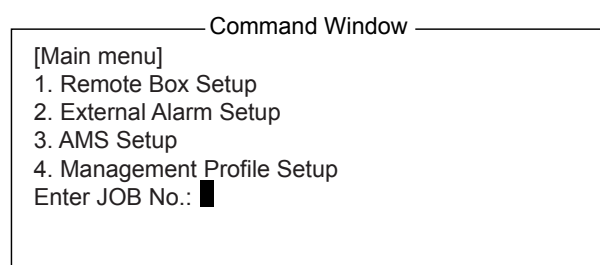 Command Window
[Main menu]
1. Remote Box Setup
2. External Alarm Setup
3. AMS Setup
4. Management Profile Setup
Enter JOB No.: